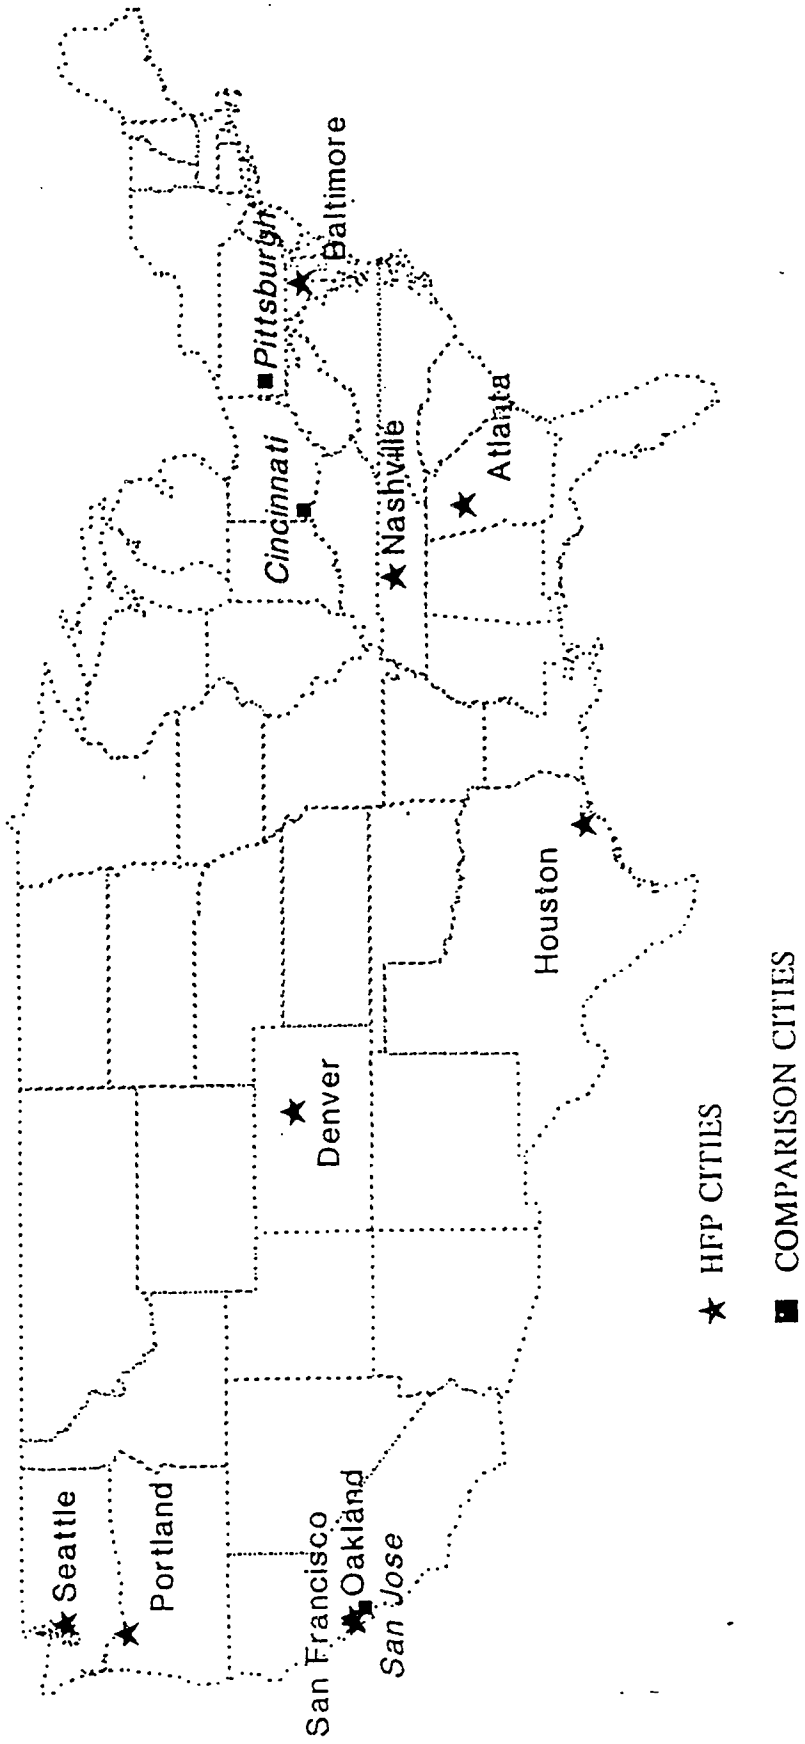 Seattle
Portland
San Francisco
Oakland
San Jose
Denver
Houston
Nashville
Atlanta
Cincinnati
Pittsburgh
Baltimore
HFP CITIES
COMPARISON CITIES